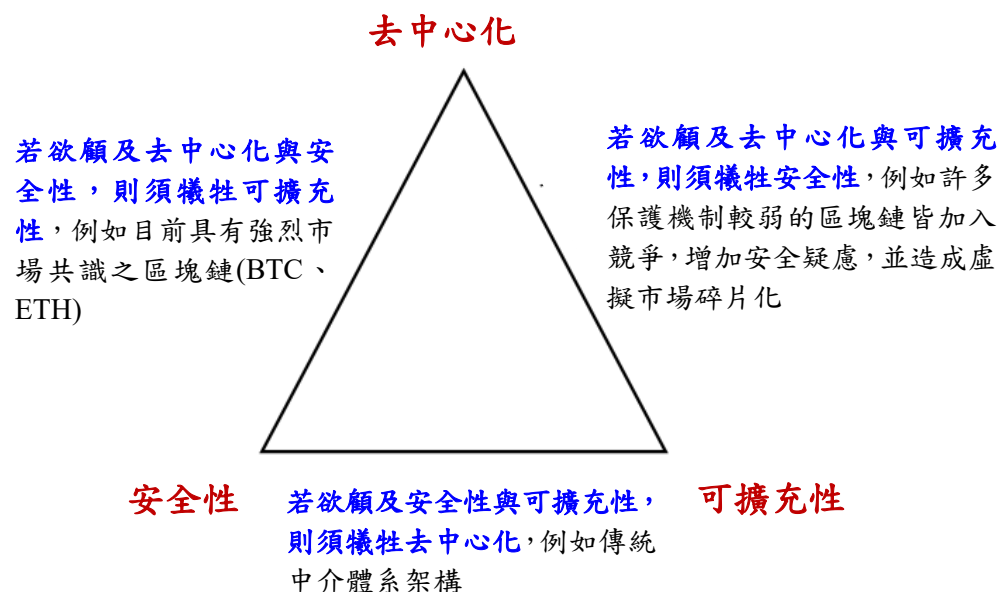 去中心化
若欲顧及去中心化與安
全性，則須犧牲可擴充
性，例如目前具有強烈市
場共識之區塊鏈(BTC、
ETH)
若欲顧及去中心化與可擴充
性，則須犧牲安全性，例如許多
保護機制較弱的區塊鏈皆加入
競爭，增加安全疑慮，並造成虛
擬市場碎片化
安全性
若欲顧及安全性與可擴充性，
則須犧牲去中心化，例如傳統
中介體系架構
可擴充性